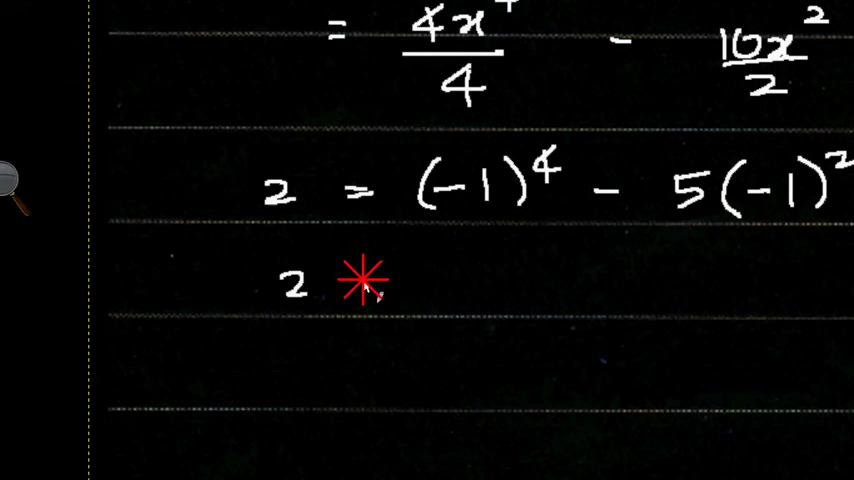 = 4x⁴/4 - 10x²/2
2 = (-1)⁴ - 5(-1)²
2